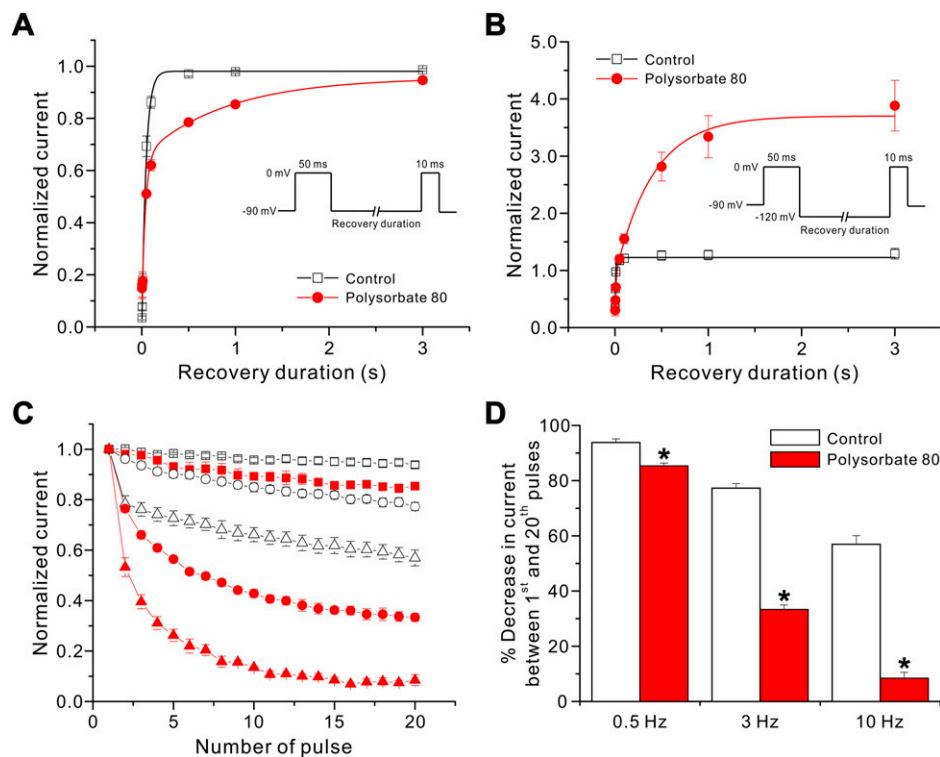 A
Normalized current
1.0
0.8
0.6
0.4
0.2
0.0
0 mV
50 ms
10 ms
-90 mV
Recovery duration
Control
Polysorbate 80
0 1 2 3
Recovery duration (s)
B
Normalized current
5.0
4.0
3.0
2.0
1.0
0.0
Control
Polysorbate 80
0 mV
50 ms
10 ms
-90 mV
-120 mV
Recovery duration
0 1 2 3
Recovery duration (s)
C
Normalized current
1.0
0.8
0.6
0.4
0.2
0.0
0 5 10 15 20
Number of pulse
D
% Decrease in current
between 1st and 20th pulses
100
80
60
40
20
0
Control
Polysorbate 80
*
*
*
0.5 Hz 3 Hz 10 Hz